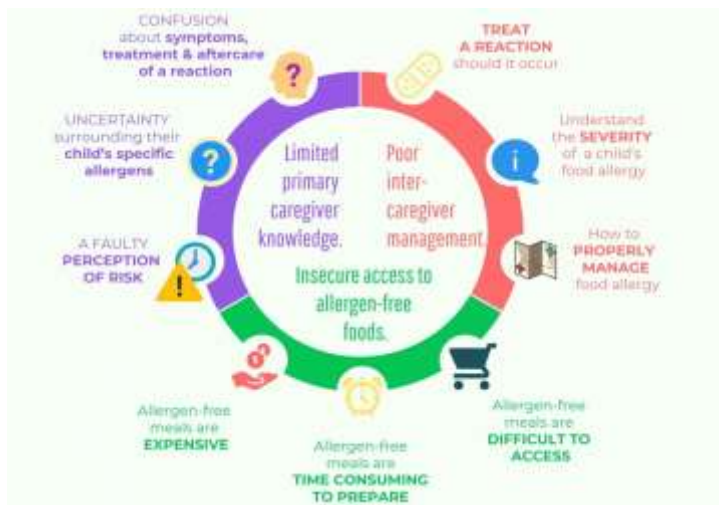 CONFUSION
about symptoms,
treatment & aftercare
of a reaction
TREAT
A REACTION
should it occur
UNCERTAINTY
surrounding their
child's specific
allergens
Understand
the SEVERITY
of a child's
food allergy
A FAULTY
PERCEPTION
OF RISK
How to
PROPERLY
MANAGE
food allergy
Limited
primary
caregiver
knowledge.
Poor
inter-
caregiver
management.
Insecure access to
allergen-free
foods.
Allergen-free
meals are
EXPENSIVE
Allergen-free
meals are
TIME CONSUMING
TO PREPARE
Allergen-free
meals are
DIFFICULT TO
ACCESS